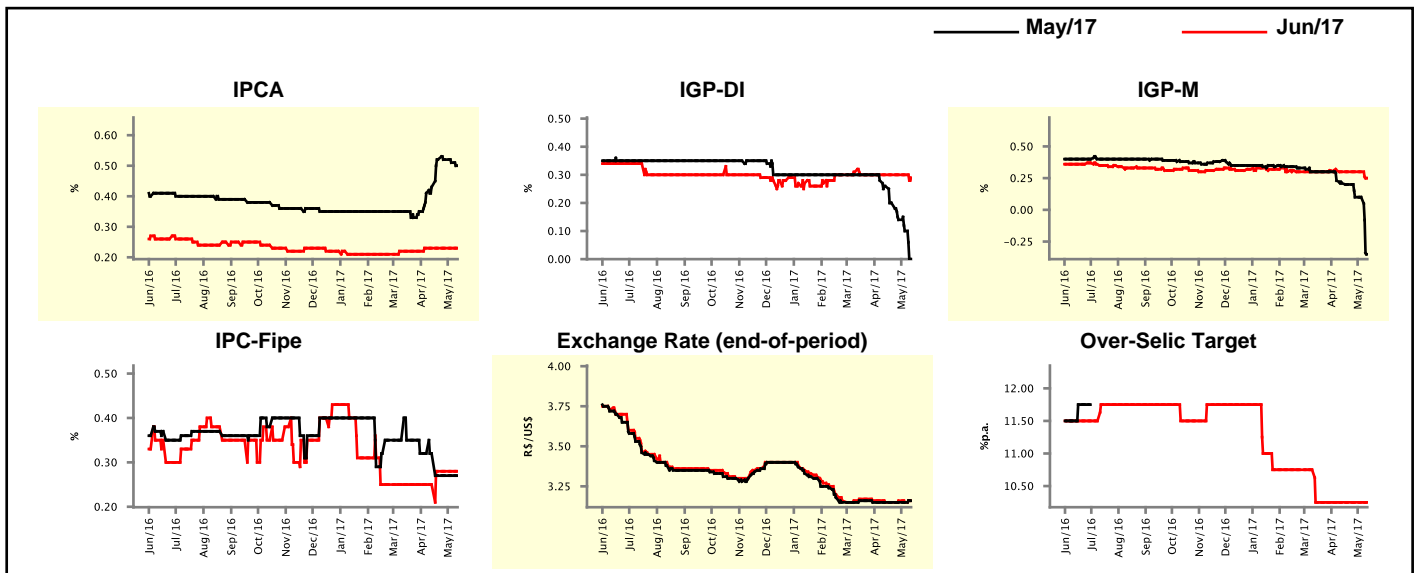 May/17 Jun/17
IPCA
%
0.60
0.50
0.40
0.30
0.20
Jun/16 Jul/16 Aug/16 Sep/16 Oct/16 Nov/16 Dec/16 Jan/17 Feb/17 Mar/17 Apr/17 May/17
IGP-DI
%
0.50
0.40
0.30
0.20
0.10
0.00
Jun/16 Jul/16 Aug/16 Sep/16 Oct/16 Nov/16 Dec/16 Jan/17 Feb/17 Mar/17 Apr/17 May/17
IGP-M
%
0.50
0.25
0.00
−0.25
Jun/16 Jul/16 Aug/16 Sep/16 Oct/16 Nov/16 Dec/16 Jan/17 Feb/17 Mar/17 Apr/17 May/17
IPC-Fipe
%
0.50
0.40
0.30
0.20
Jun/16 Jul/16 Aug/16 Sep/16 Oct/16 Nov/16 Dec/16 Jan/17 Feb/17 Mar/17 Apr/17 May/17
Exchange Rate (end-of-period)
R$/US$
4.00
3.75
3.50
3.25
Jun/16 Jul/16 Aug/16 Sep/16 Oct/16 Nov/16 Dec/16 Jan/17 Feb/17 Mar/17 Apr/17 May/17
Over-Selic Target
%p.a.
12.00
11.50
11.00
10.50
Jun/16 Jul/16 Aug/16 Sep/16 Oct/16 Nov/16 Dec/16 Jan/17 Feb/17 Mar/17 Apr/17 May/17